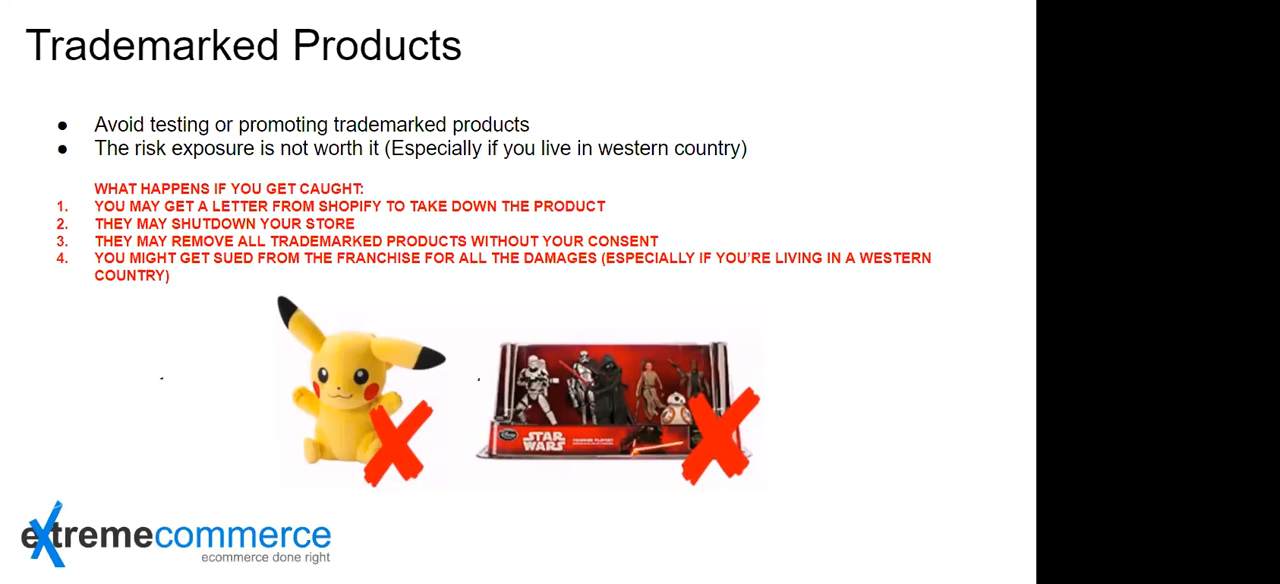 Trademarked Products
● Avoid testing or promoting trademarked products
● The risk exposure is not worth it (Especially if you live in western country)
WHAT HAPPENS IF YOU GET CAUGHT:
1. YOU MAY GET A LETTER FROM SHOPIFY TO TAKE DOWN THE PRODUCT
2. THEY MAY SHUTDOWN YOUR STORE
3. THEY MAY REMOVE ALL TRADEMARKED PRODUCTS WITHOUT YOUR CONSENT
4. YOU MIGHT GET SUED FROM THE FRANCHISE FOR ALL THE DAMAGES (ESPECIALLY IF YOU'RE LIVING IN A WESTERN
COUNTRY)
STAR
WARS
extremecommerce
ecommerce done right